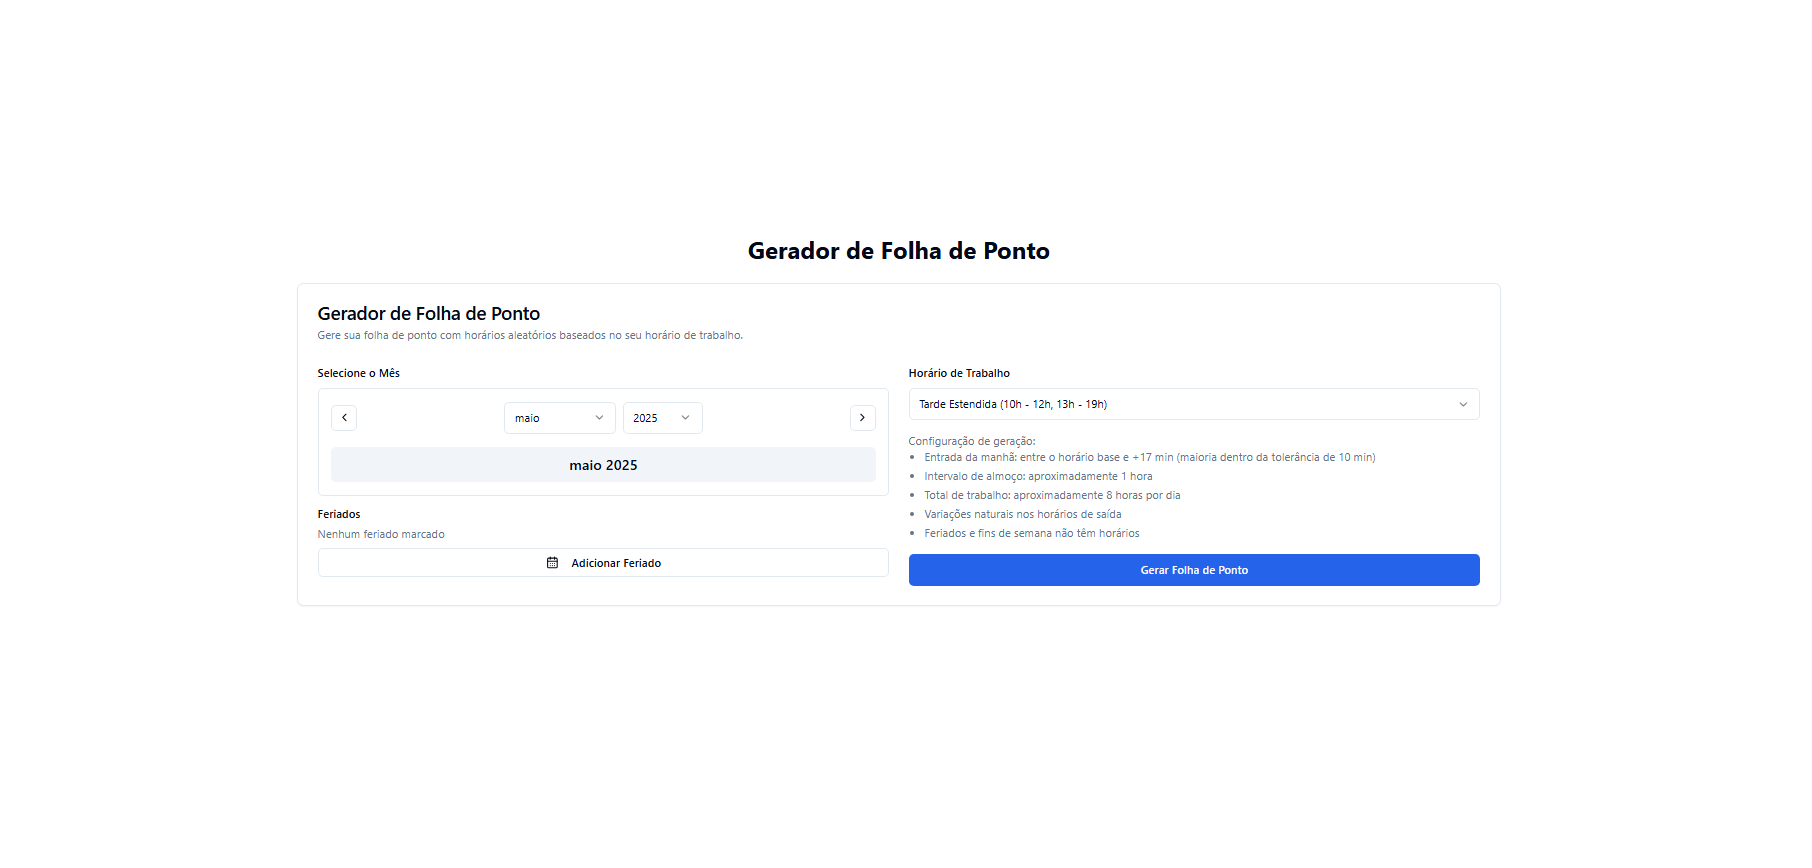 Gerador de Folha de Ponto
Gerador de Folha de Ponto
Gere sua folha de ponto com horários aleatórios baseados no seu horário de trabalho.
Selecione o Mês
maio
2025
maio 2025
Feriados
Nenhum feriado marcado
Adicionar Feriado
Horário de Trabalho
Tarde Estendida (10h - 12h, 13h - 19h)
Configuração de geração:
Entrada da manhã: entre o horário base e +17 min (maioria dentro da tolerância de 10 min)
Intervalo de almoço: aproximadamente 1 hora
Total de trabalho: aproximadamente 8 horas por dia
Variações naturais nos horários de saída
Feriados e fins de semana não têm horários
Gerar Folha de Ponto